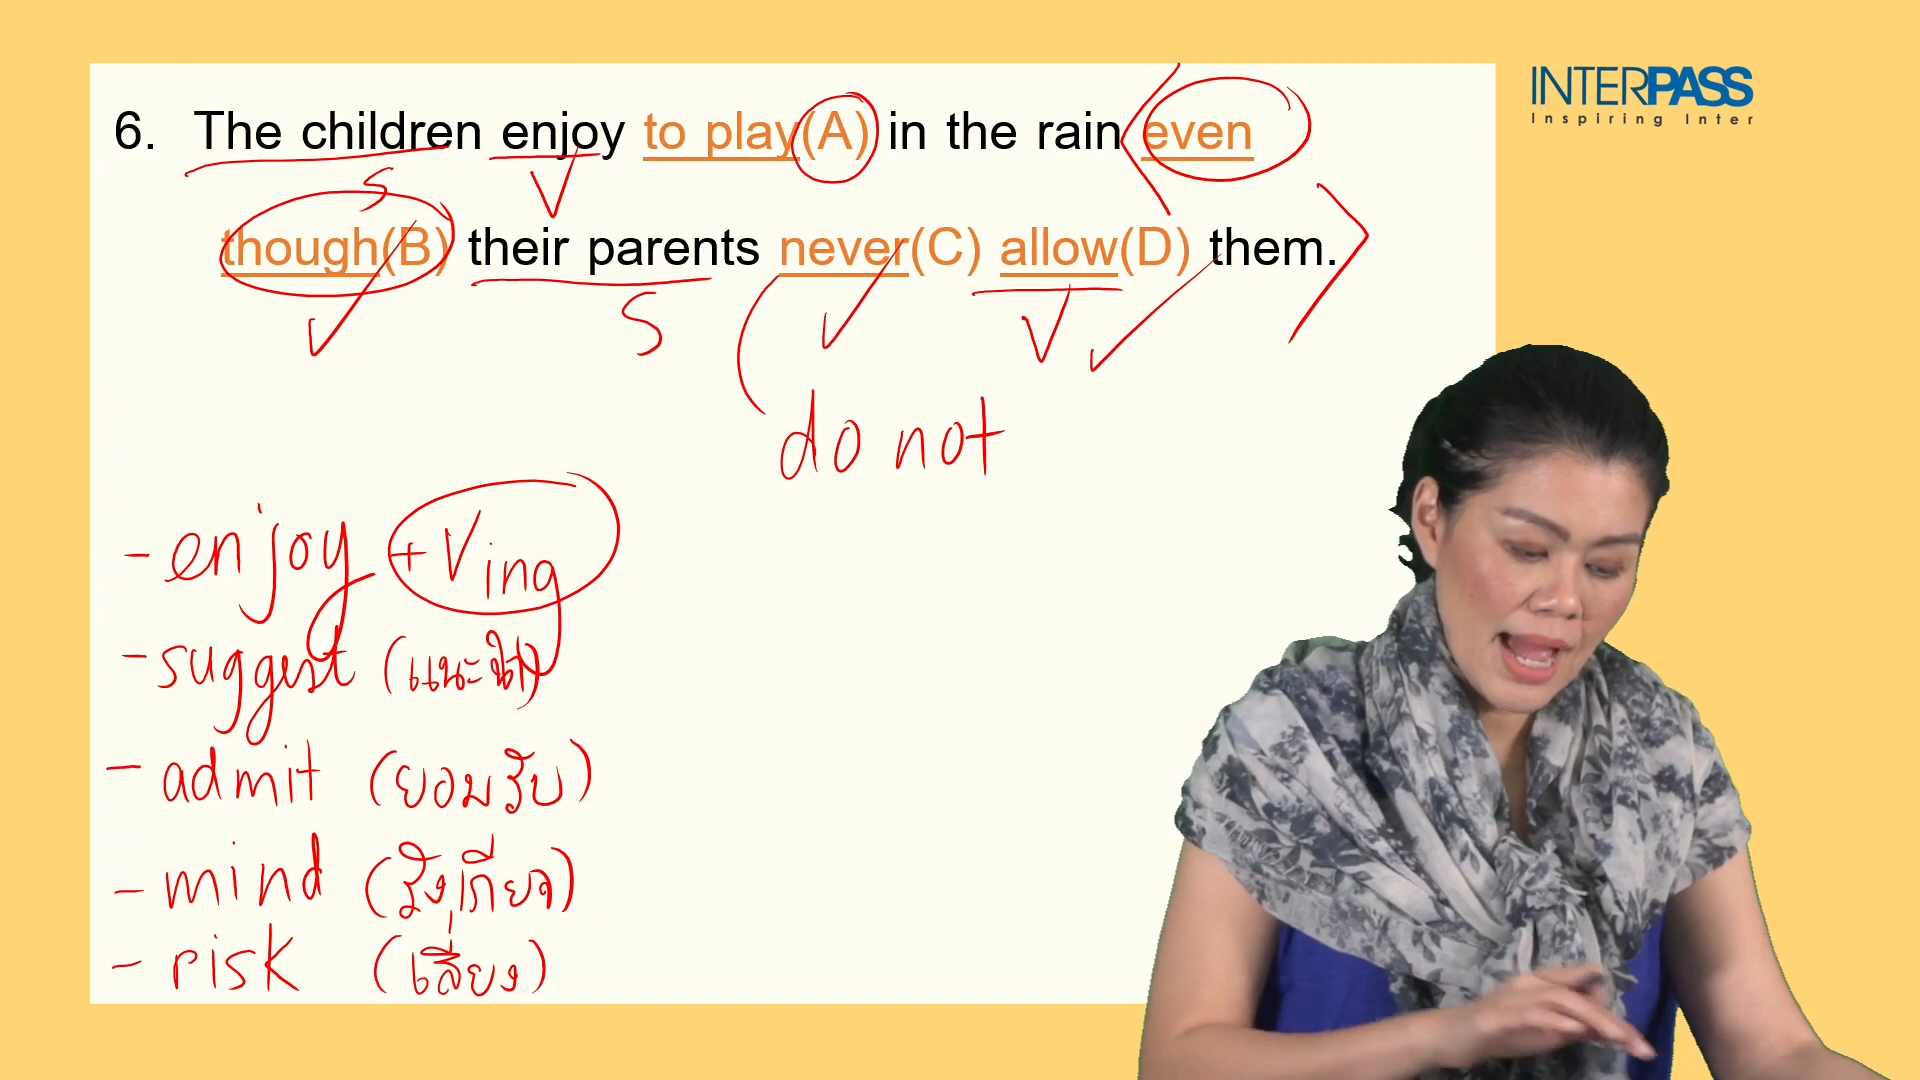 INTERPASS
Inspiring Inter
6. The children enjoy to play(A) in the rain even
though(B) their parents never(C) allow(D) them.
S V
S V
do not
- enjoy + Ving
- suggest (แนะนำ)
- admit (ยอมรับ)
- mind (รังเกียจ)
- risk (เสี่ยง)